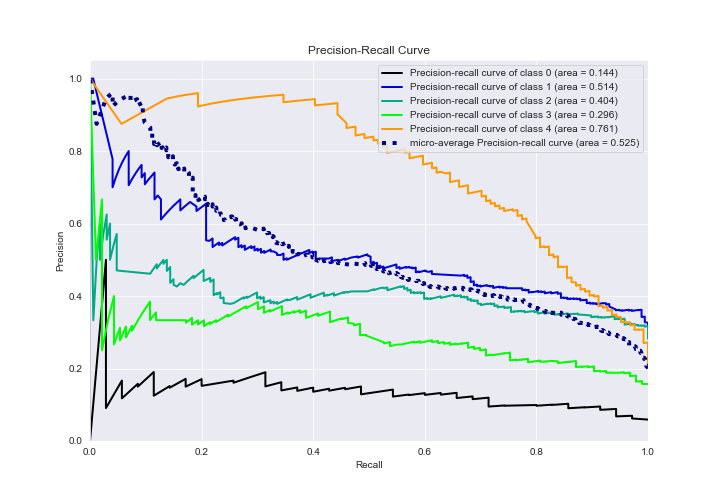 Precision-Recall Curve
Precision-recall curve of class 0 (area = 0.144)
Precision-recall curve of class 1 (area = 0.514)
Precision-recall curve of class 2 (area = 0.404)
Precision-recall curve of class 3 (area = 0.296)
Precision-recall curve of class 4 (area = 0.761)
micro-average Precision-recall curve (area = 0.525)
Precision
1.0
0.8
0.6
0.4
0.2
0.0
0.0 0.2 0.4 0.6 0.8 1.0
Recall